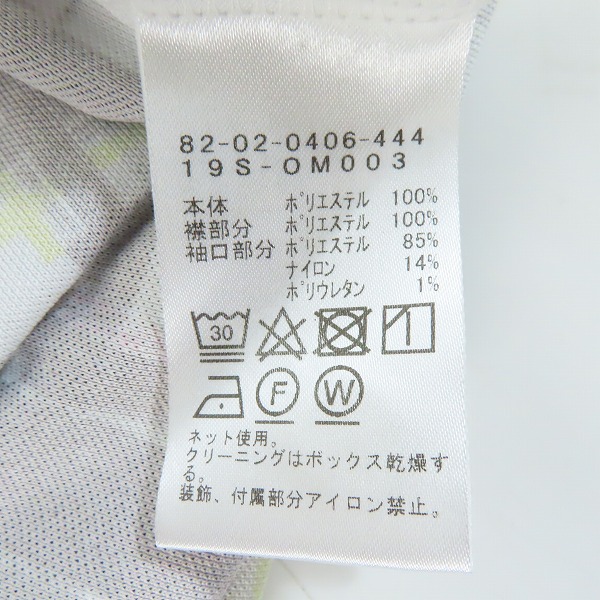 82-02-0406-444
19S-OM003
本体 ポリエステル 100%
襟部分 ポリエステル 100%
袖口部分 ポリエステル 85%
ナイロン 14%
ポリウレタン 1%
30
F W
ネット使用。
クリーニングはボックス乾燥す
る。
装飾、付属部分アイロン禁止。